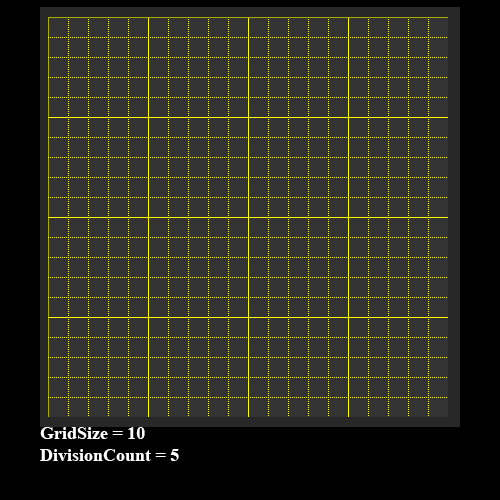 GridSize = 10
DivisionCount = 5